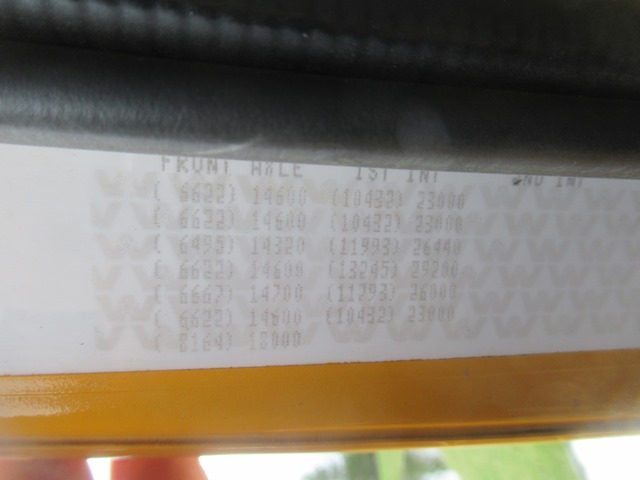 FRONT AXLE 1ST INT 2ND INT
( 6622) 14600 (10432) 23000
( 6622) 14600 (10432) 23000
( 6495) 14320 (11993) 26440
( 6622) 14600 (13245) 29200
( 6667) 14700 (11793) 26000
( 6622) 14600 (10432) 23000
( 8164) 18000